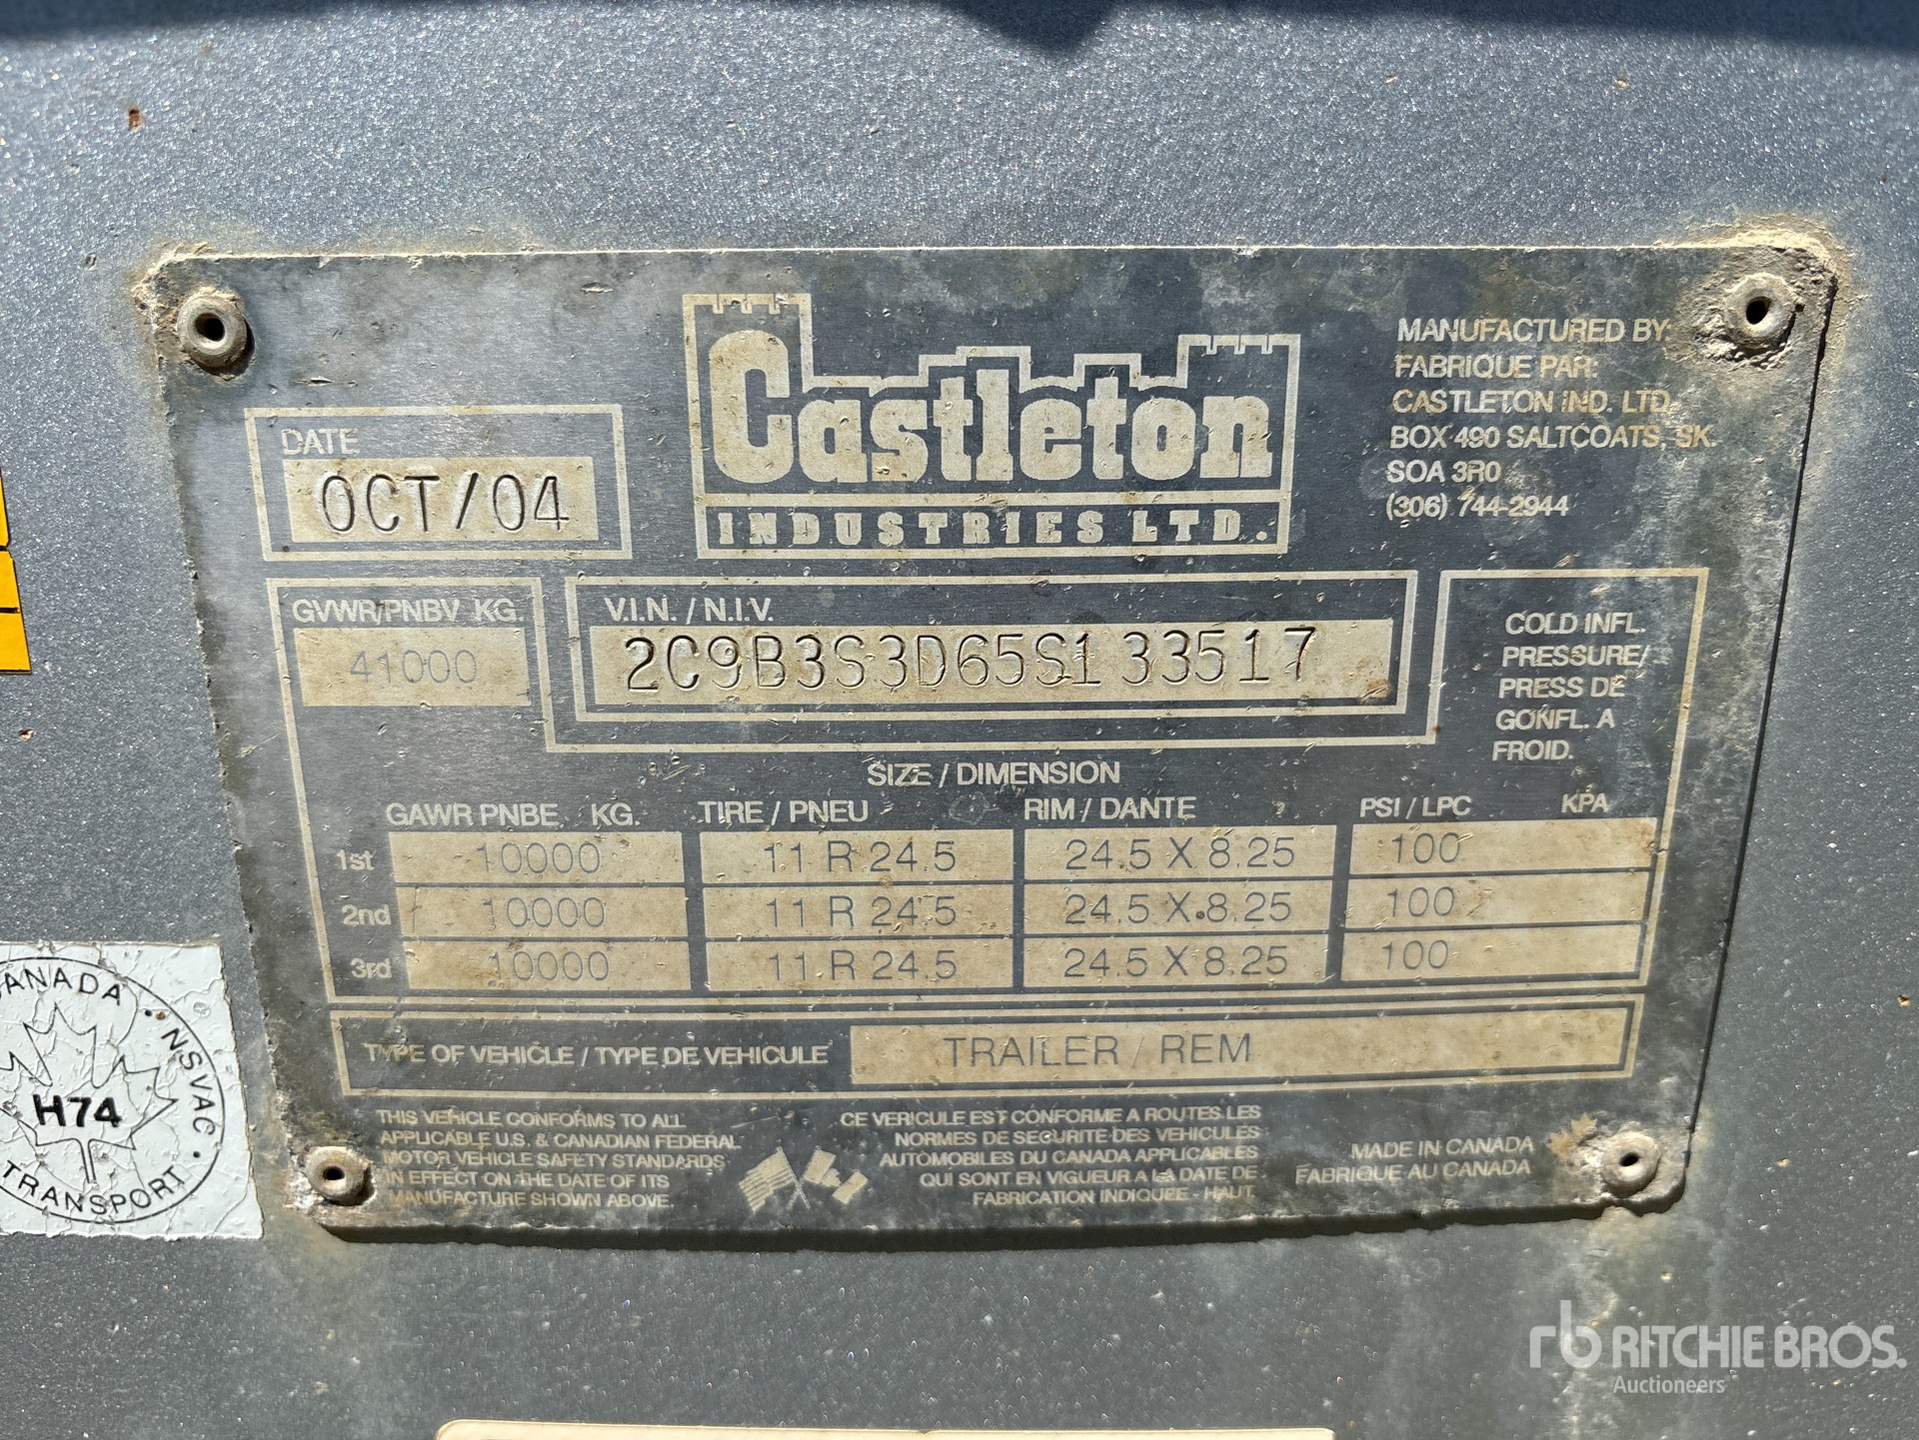 Castleton
INDUSTRIES LTD.
MANUFACTURED BY:
FABRIQUE PAR:
CASTLETON IND. LTD.
BOX 490 SALTCOATS, SK.
SOA 3R0
(306) 744-2944
DATE
OCT/04
GVWR/PNBV KG.
41000
V.I.N. / N.I.V.
2C9B3S3D65S133517
COLD INFL.
PRESSURE/
PRESS DE
GONFL. A
FROID.
SIZE / DIMENSION
GAWR PNBE KG. TIRE / PNEU RIM / DANTE PSI / LPC KPA
1st 10000 11 R 24.5 24.5 X 8.25 100
2nd 10000 11 R 24.5 24.5 X 8.25 100
3rd 10000 11 R 24.5 24.5 X 8.25 100
TYPE OF VEHICLE / TYPE DE VEHICULE TRAILER / REM
THIS VEHICLE CONFORMS TO ALL
APPLICABLE U.S. & CANADIAN FEDERAL
MOTOR VEHICLE SAFETY STANDARDS
IN EFFECT ON THE DATE OF ITS
MANUFACTURE SHOWN ABOVE.
CE VERICULE EST CONFORME A ROUTES LES
NORMES DE SECURITE DES VEHICULES
AUTOMOBILES DU CANADA APPLICABLES
QUI SONT EN VIGUEUR A LA DATE DE
FABRICATION INDIQUEE - HAUT.
MADE IN CANADA
FABRIQUE AU CANADA
CANADA · NSVAC ·
H74
TRANSPORT
rb RITCHIE BROS.
Auctioneers